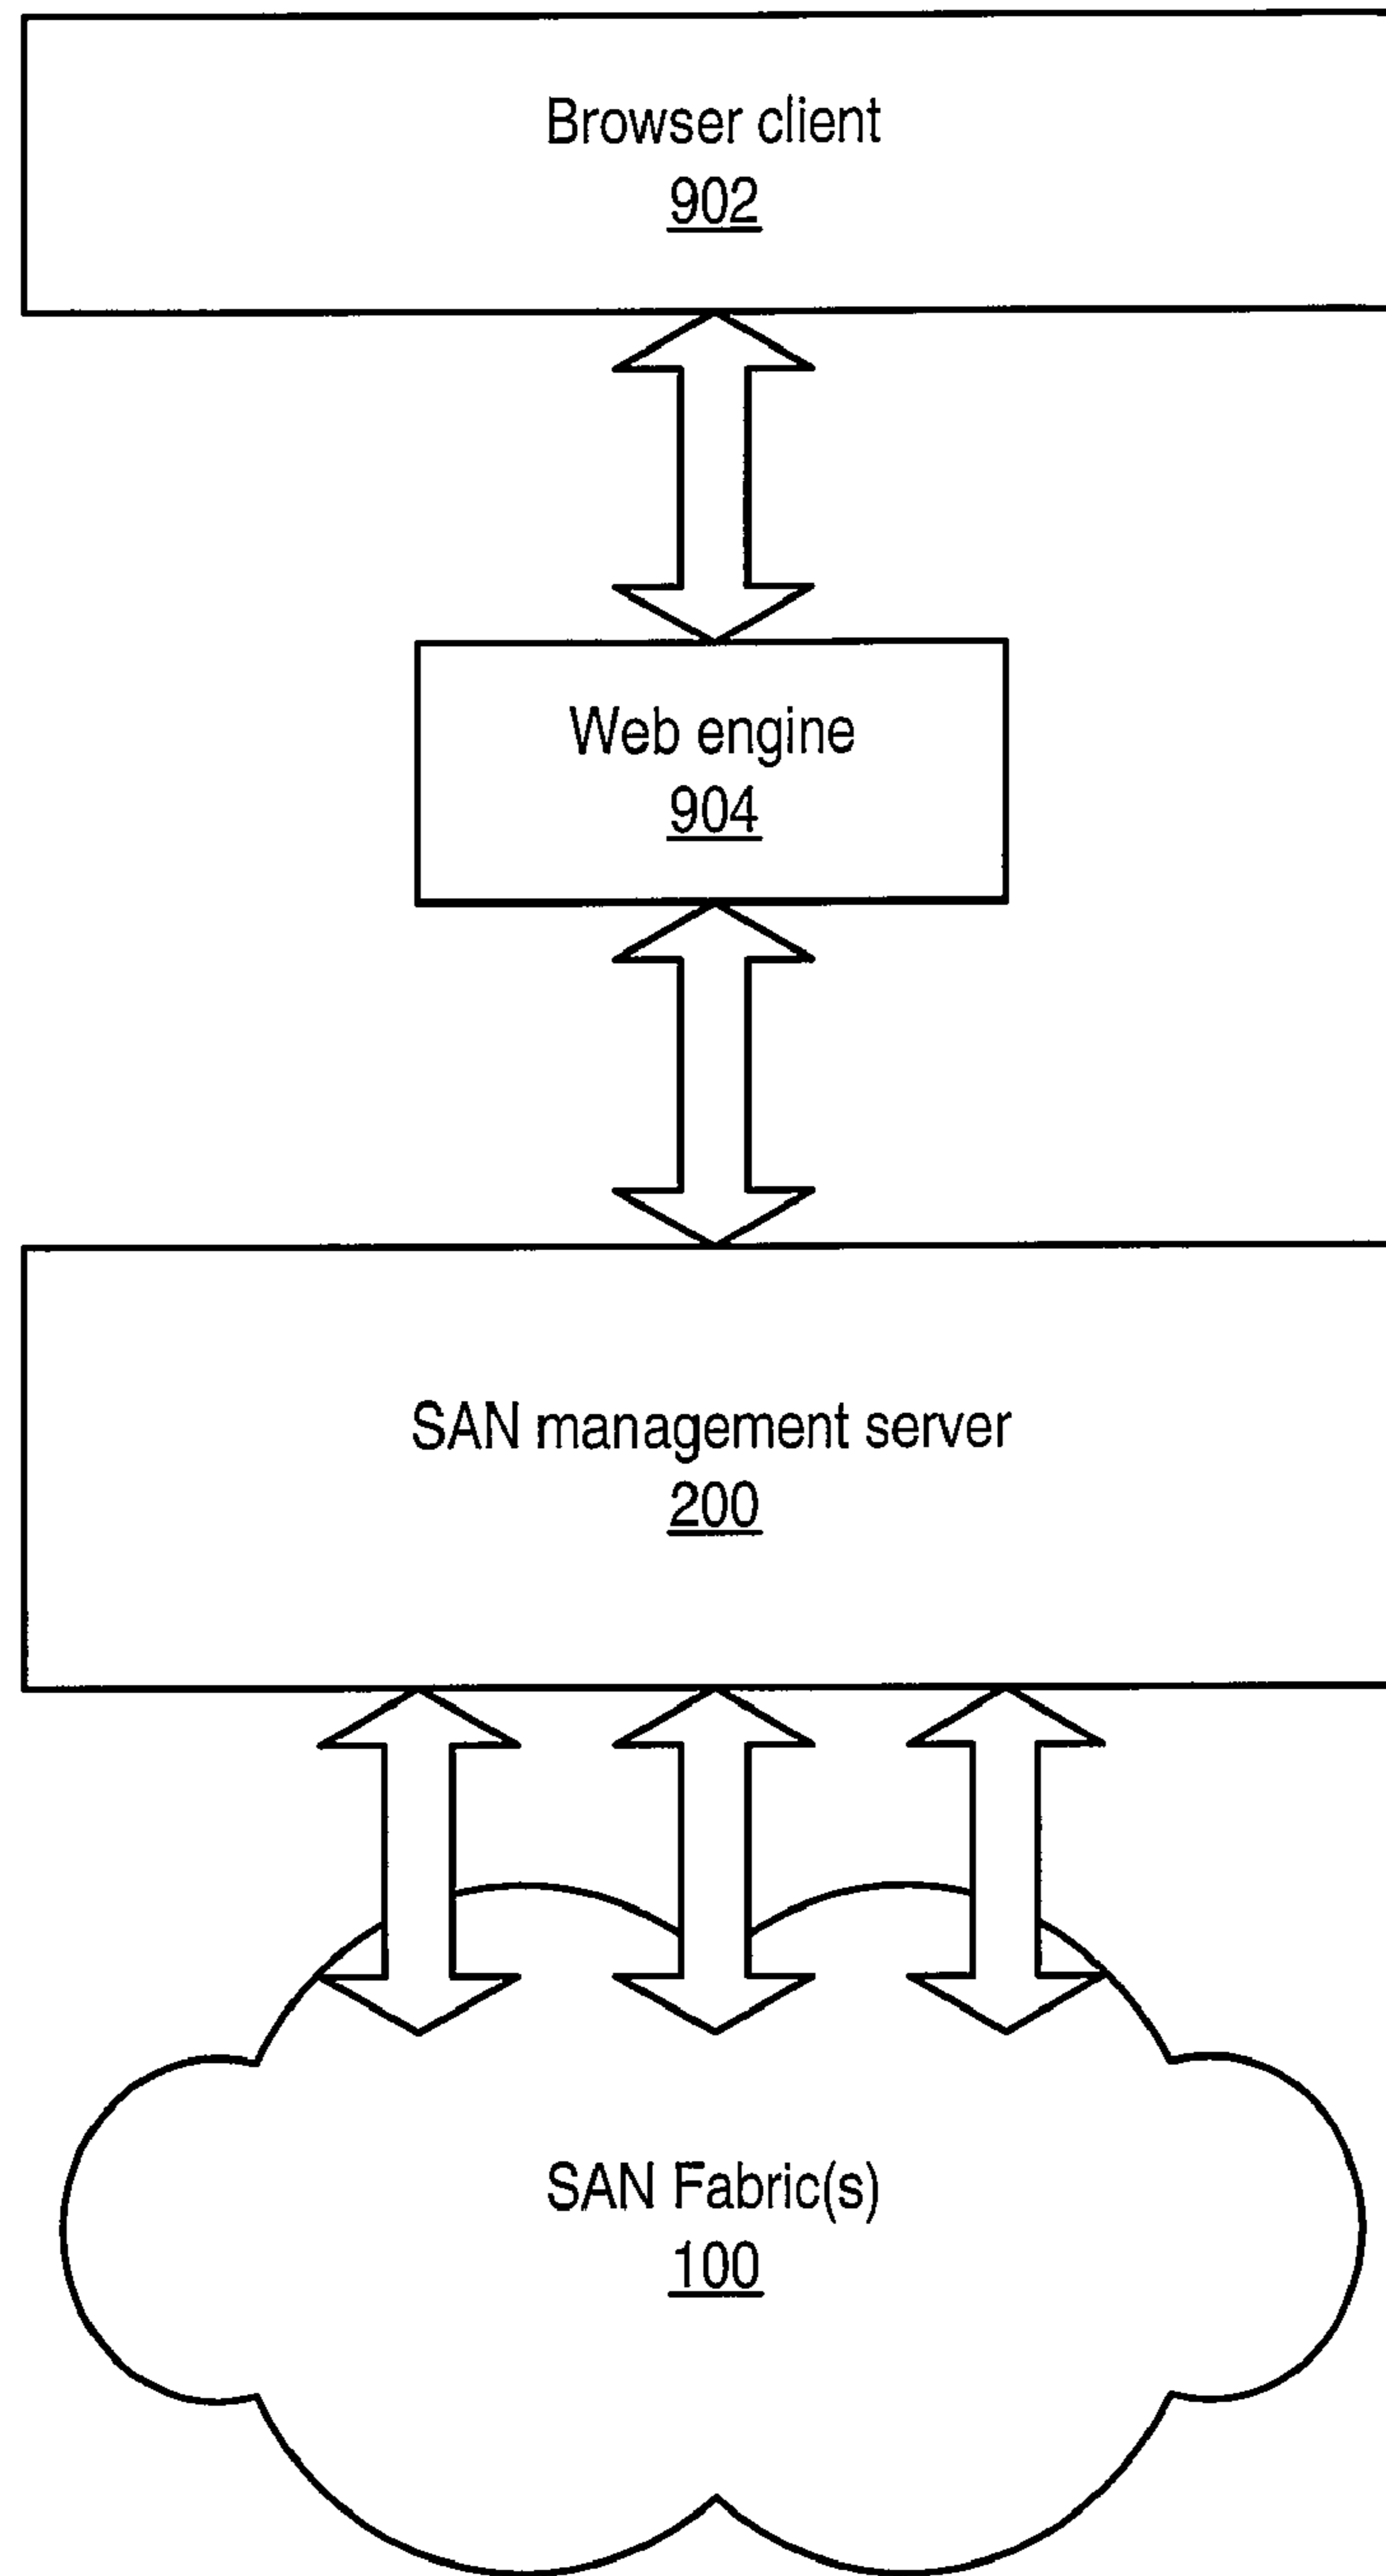 Browser client
902
Web engine
904
SAN management server
200
SAN Fabric(s)
100